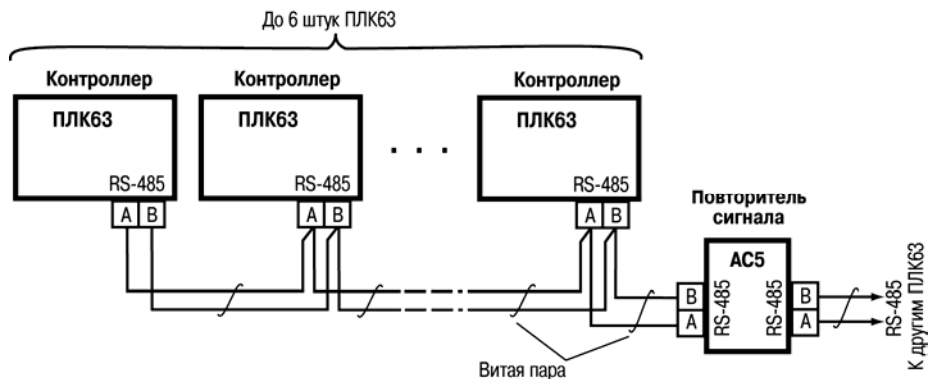 До 6 штук ПЛК63
Контроллер
ПЛК63
RS-485
A B
Контроллер
ПЛК63
RS-485
A B
. . .
Контроллер
ПЛК63
RS-485
A B
Повторитель
сигнала
АС5
B
A
RS-485
RS-485
B
A
RS-485
К другим ПЛК63
Витая пара